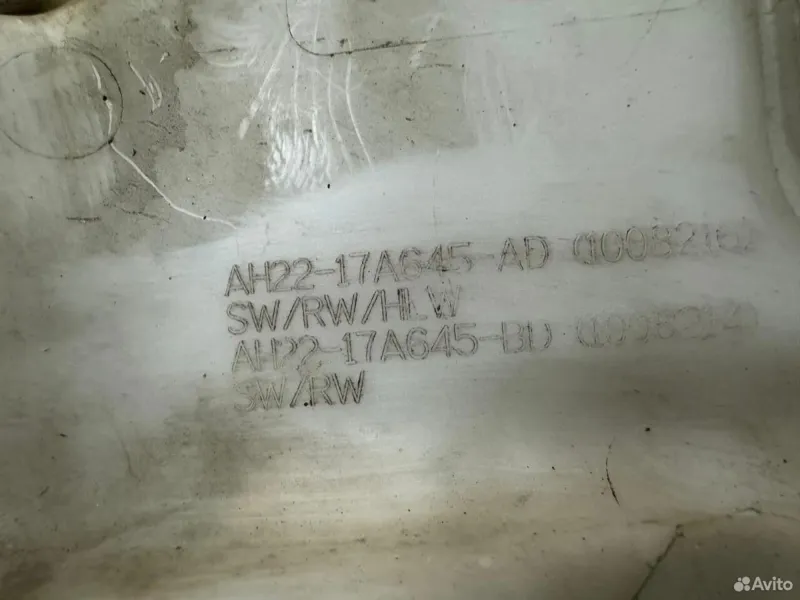 AH22-17A645-AD
SW/RW/HLW
AH22-17A645-BD
SW/RW
Avito